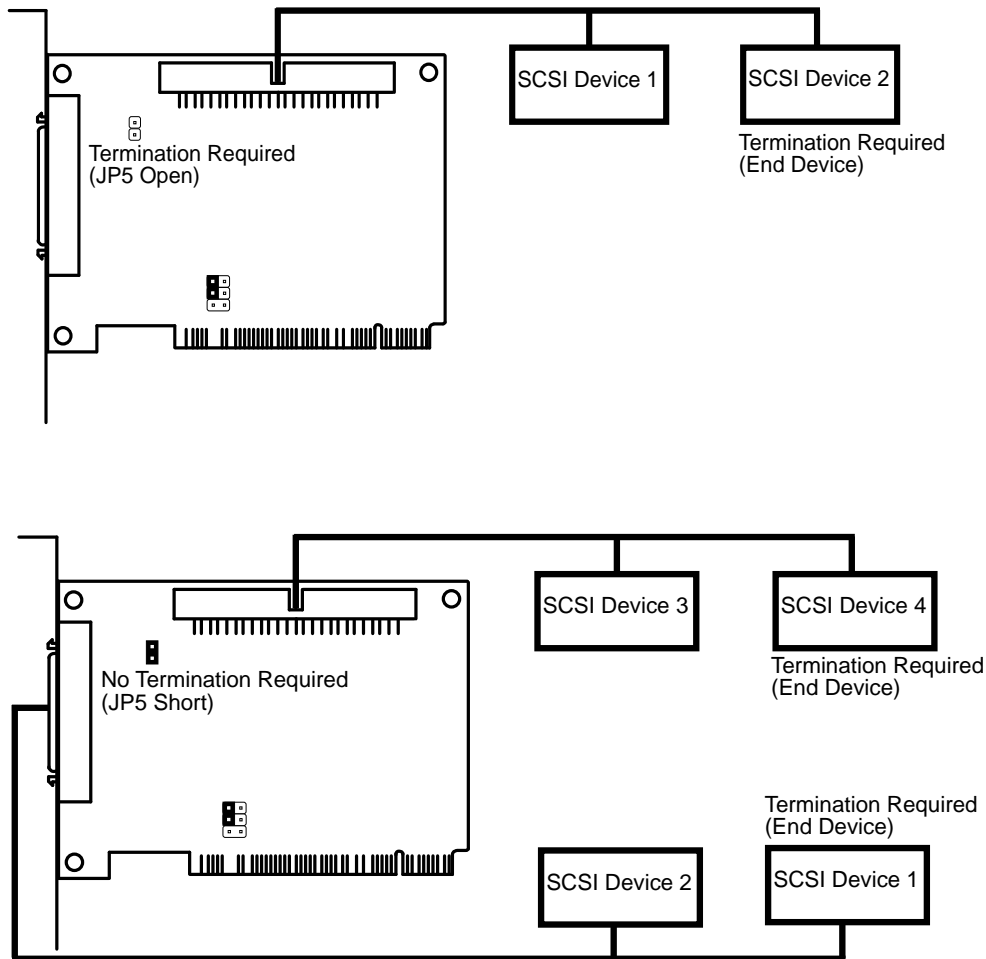 SCSI Device 1
SCSI Device 2
Termination Required
(End Device)
Termination Required
(JP5 Open)
SCSI Device 3
SCSI Device 4
Termination Required
(End Device)
No Termination Required
(JP5 Short)
Termination Required
(End Device)
SCSI Device 2
SCSI Device 1